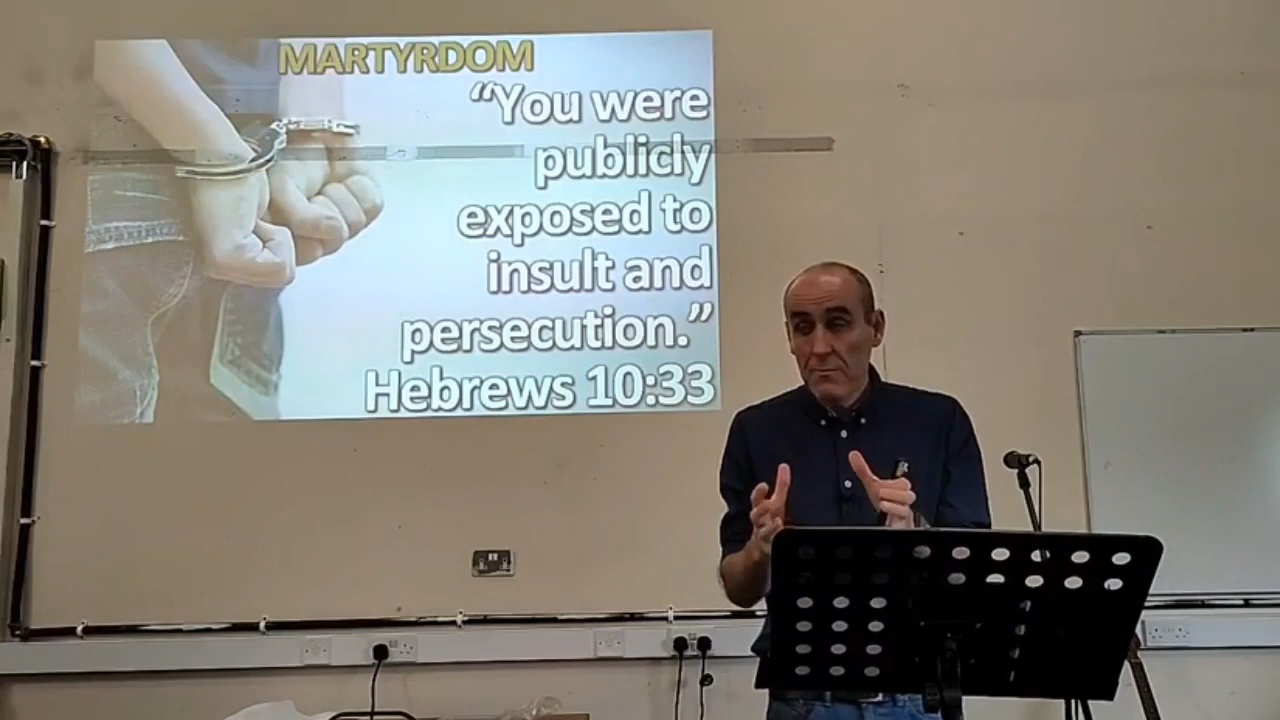 MARTYRDOM
“You were
publicly
exposed to
insult and
persecution.”
Hebrews 10:33